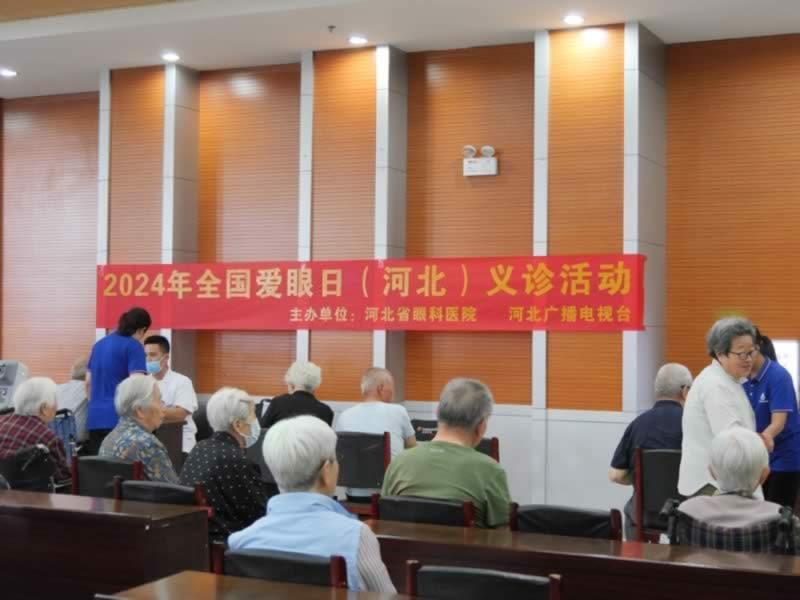 2024年全国爱眼日（河北）义诊活动
主办单位：河北省眼科医院 河北广播电视台